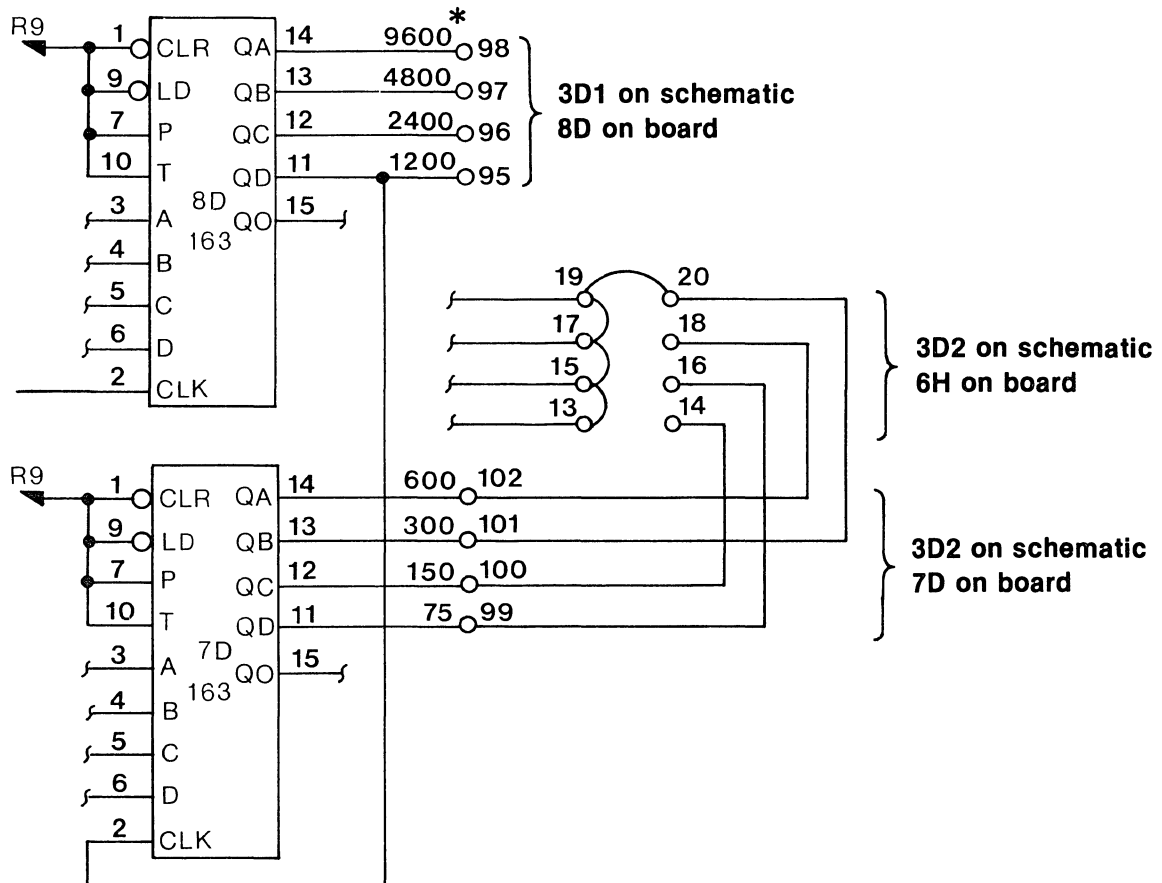 R9
1 CLR QA 14 9600 * 98
9 LD QB 13 4800 97
7 P QC 12 2400 96
10 T QD 11 1200 95
3 A 8D QO 15
163
4 B
5 C
6 D
2 CLK
3D1 on schematic
8D on board
19 20
17 18
15 16
13 14
3D2 on schematic
6H on board
R9
1 CLR QA 14 600 102
9 LD QB 13 300 101
7 P QC 12 150 100
10 T QD 11 75 99
3 A 7D QO 15
163
4 B
5 C
6 D
2 CLK
3D2 on schematic
7D on board